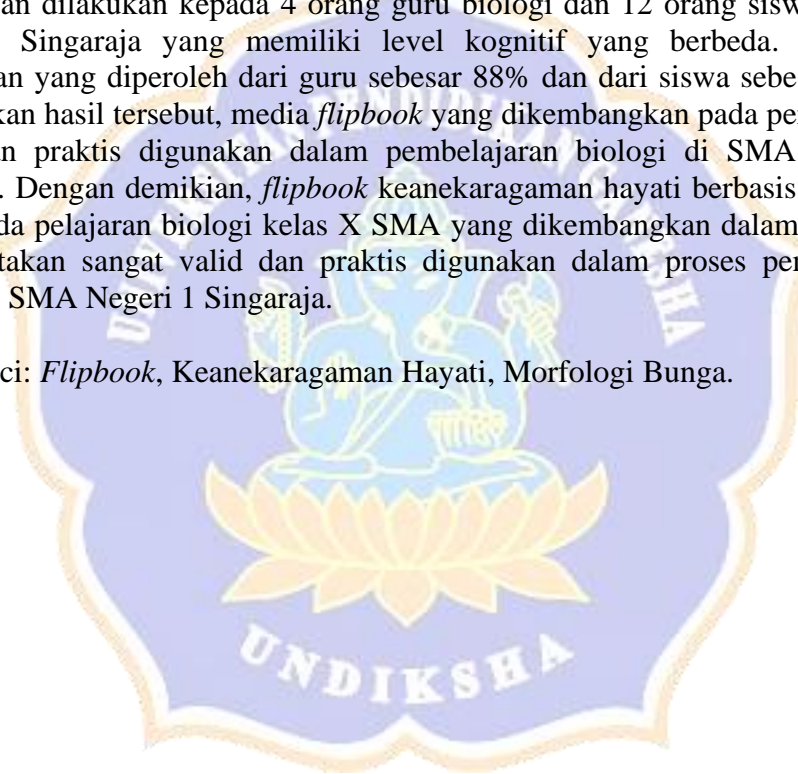 an dilakukan kepada 4 orang guru biologi dan 12 orang sisw
Singaraja yang memiliki level kognitif yang berbeda.
an yang diperoleh dari guru sebesar 88% dan dari siswa sebe
kan hasil tersebut, media flipbook yang dikembangkan pada pe
n praktis digunakan dalam pembelajaran biologi di SMA
. Dengan demikian, flipbook keanekaragaman hayati berbasis
da pelajaran biologi kelas X SMA yang dikembangkan dalam
takan sangat valid dan praktis digunakan dalam proses pe
SMA Negeri 1 Singaraja.
ci: Flipbook, Keanekaragaman Hayati, Morfologi Bunga.
UNIVERSITAS PENDIDIKAN GANESHA
UNDIKSHA